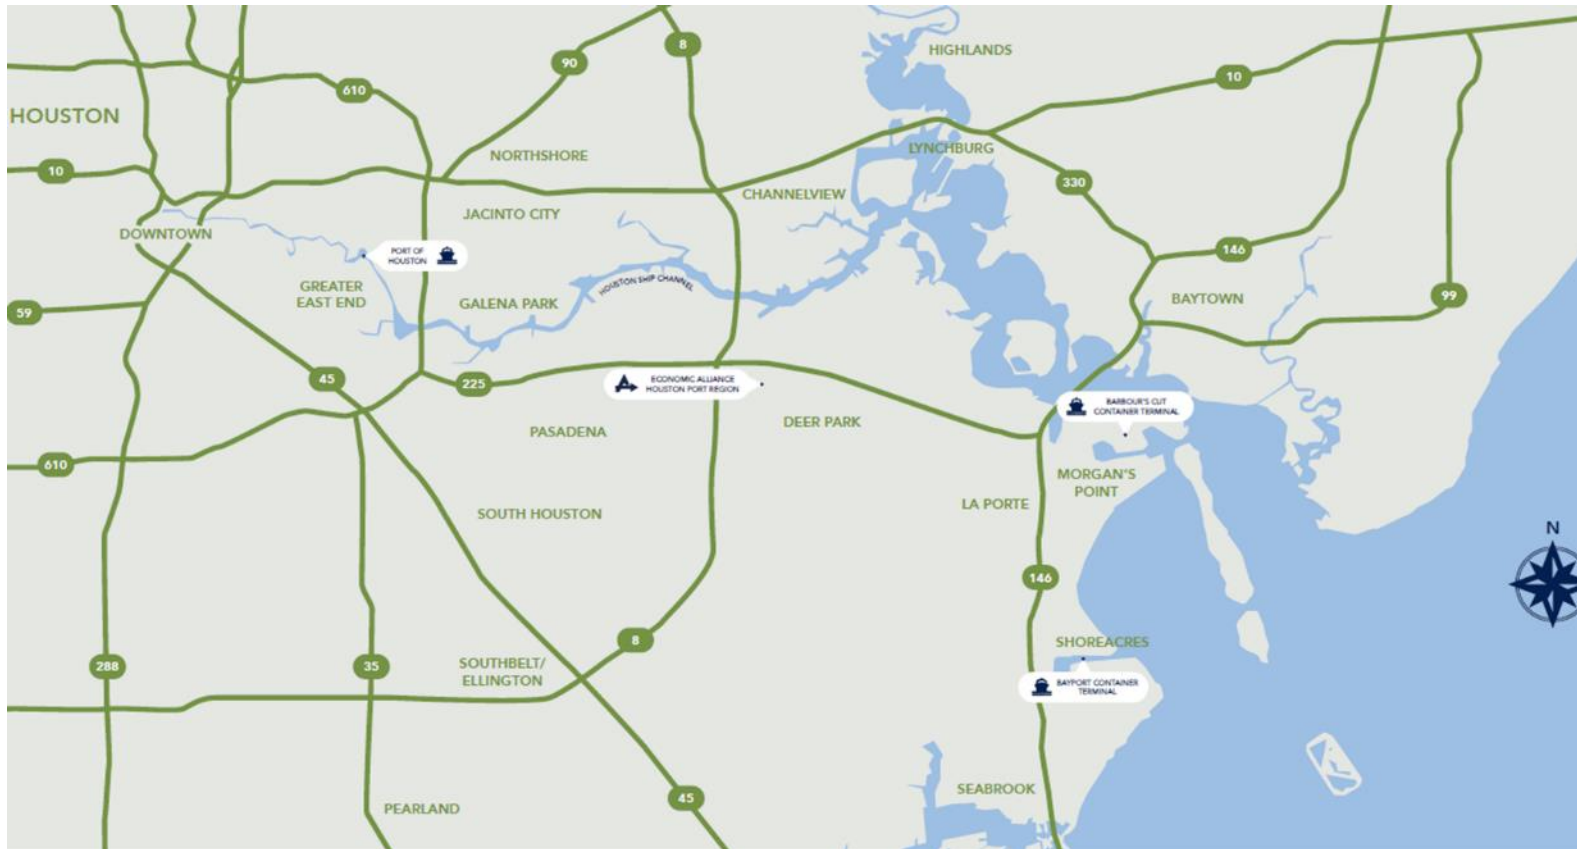 HIGHLANDS
8
90
10
610
HOUSTON
LYNCHBURG
NORTHSHORE
10
330
CHANNELVIEW
JACINTO CITY
DOWNTOWN
146
PORT OF
HOUSTON
HOUSTON SHIP CHANNEL
GREATER
EAST END
GALENA PARK
BAYTOWN
99
59
45
225
ECONOMIC ALLIANCE
HOUSTON PORT REGION
BARBOUR'S CUT
CONTAINER TERMINAL
DEER PARK
PASADENA
610
MORGAN'S
POINT
LA PORTE
SOUTH HOUSTON
N
146
8
SHOREACRES
288
35
SOUTHBELT/
ELLINGTON
BAYPORT CONTAINER
TERMINAL
SEABROOK
45
PEARLAND